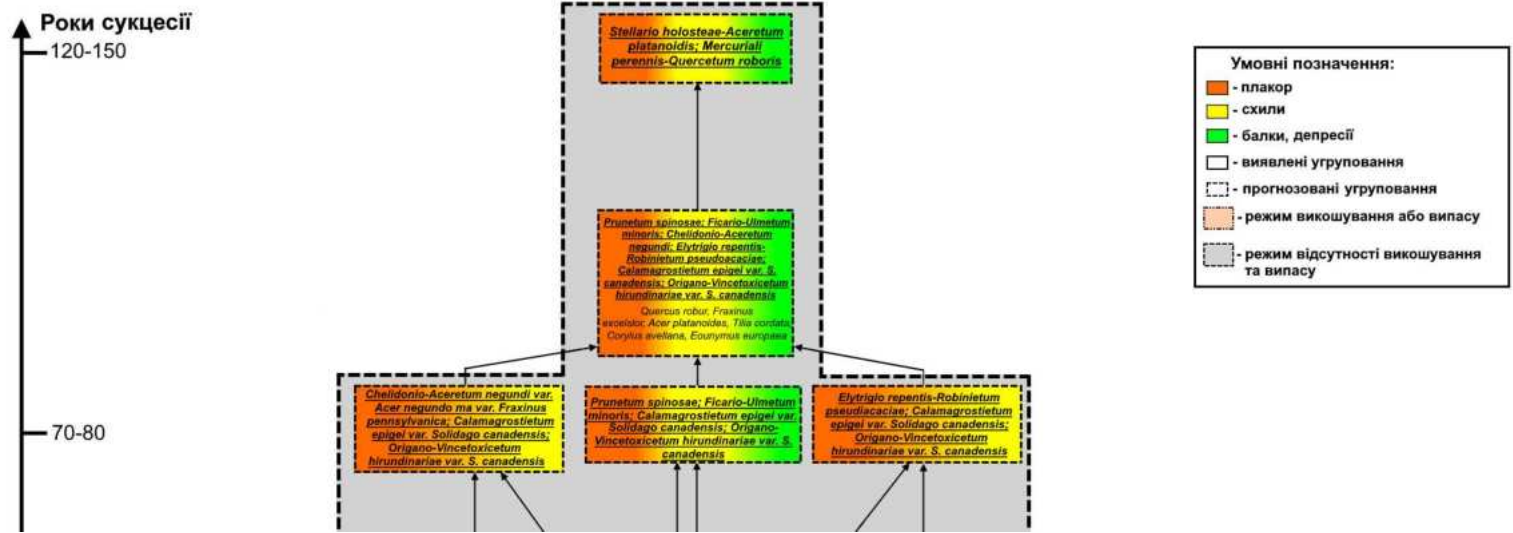 Роки сукцесії
120-150
Stellario holosteae-Aceretum
platanoidis; Mercuriali
perennis-Quercetum roboris
Умовні позначення:
- плакор
- схили
- балки, депресії
- виявлені угруповання
- прогнозовані угруповання
- режим викошування або випасу
- режим відсутності викошування
та випасу
Prunetum spinosae; Ficario-Ulmetum
minoris; Chelidonio-Aceretum
negundi; Elytrigio repentis-
Robinietum pseudoacaciae;
Calamagrostietum epigei var. S.
canadensis; Origano-Vincetoxicetum
hirundinariae var. S. canadensis
Quercus robur, Fraxinus
excelsior, Acer platanoides, Tilia cordata,
Corylus avellana, Eounymus europaea
70-80
Chelidonio-Aceretum negundi var.
Acer negundo та var. Fraxinus
pennsylvanica; Calamagrostietum
epigei var. Solidago canadensis;
Origano-Vincetoxicetum
hirundinariae var. S. canadensis
Prunetum spinosae; Ficario-Ulmetum
minoris; Calamagrostietum epigei var.
Solidago canadensis; Origano-
Vincetoxicetum hirundinariae var. S.
canadensis
Elytrigio repentis-Robinietum
pseudiacaciae; Calamagrostietum
epigei var. Solidago canadensis;
Origano-Vincetoxicetum
hirundinariae var. S. canadensis